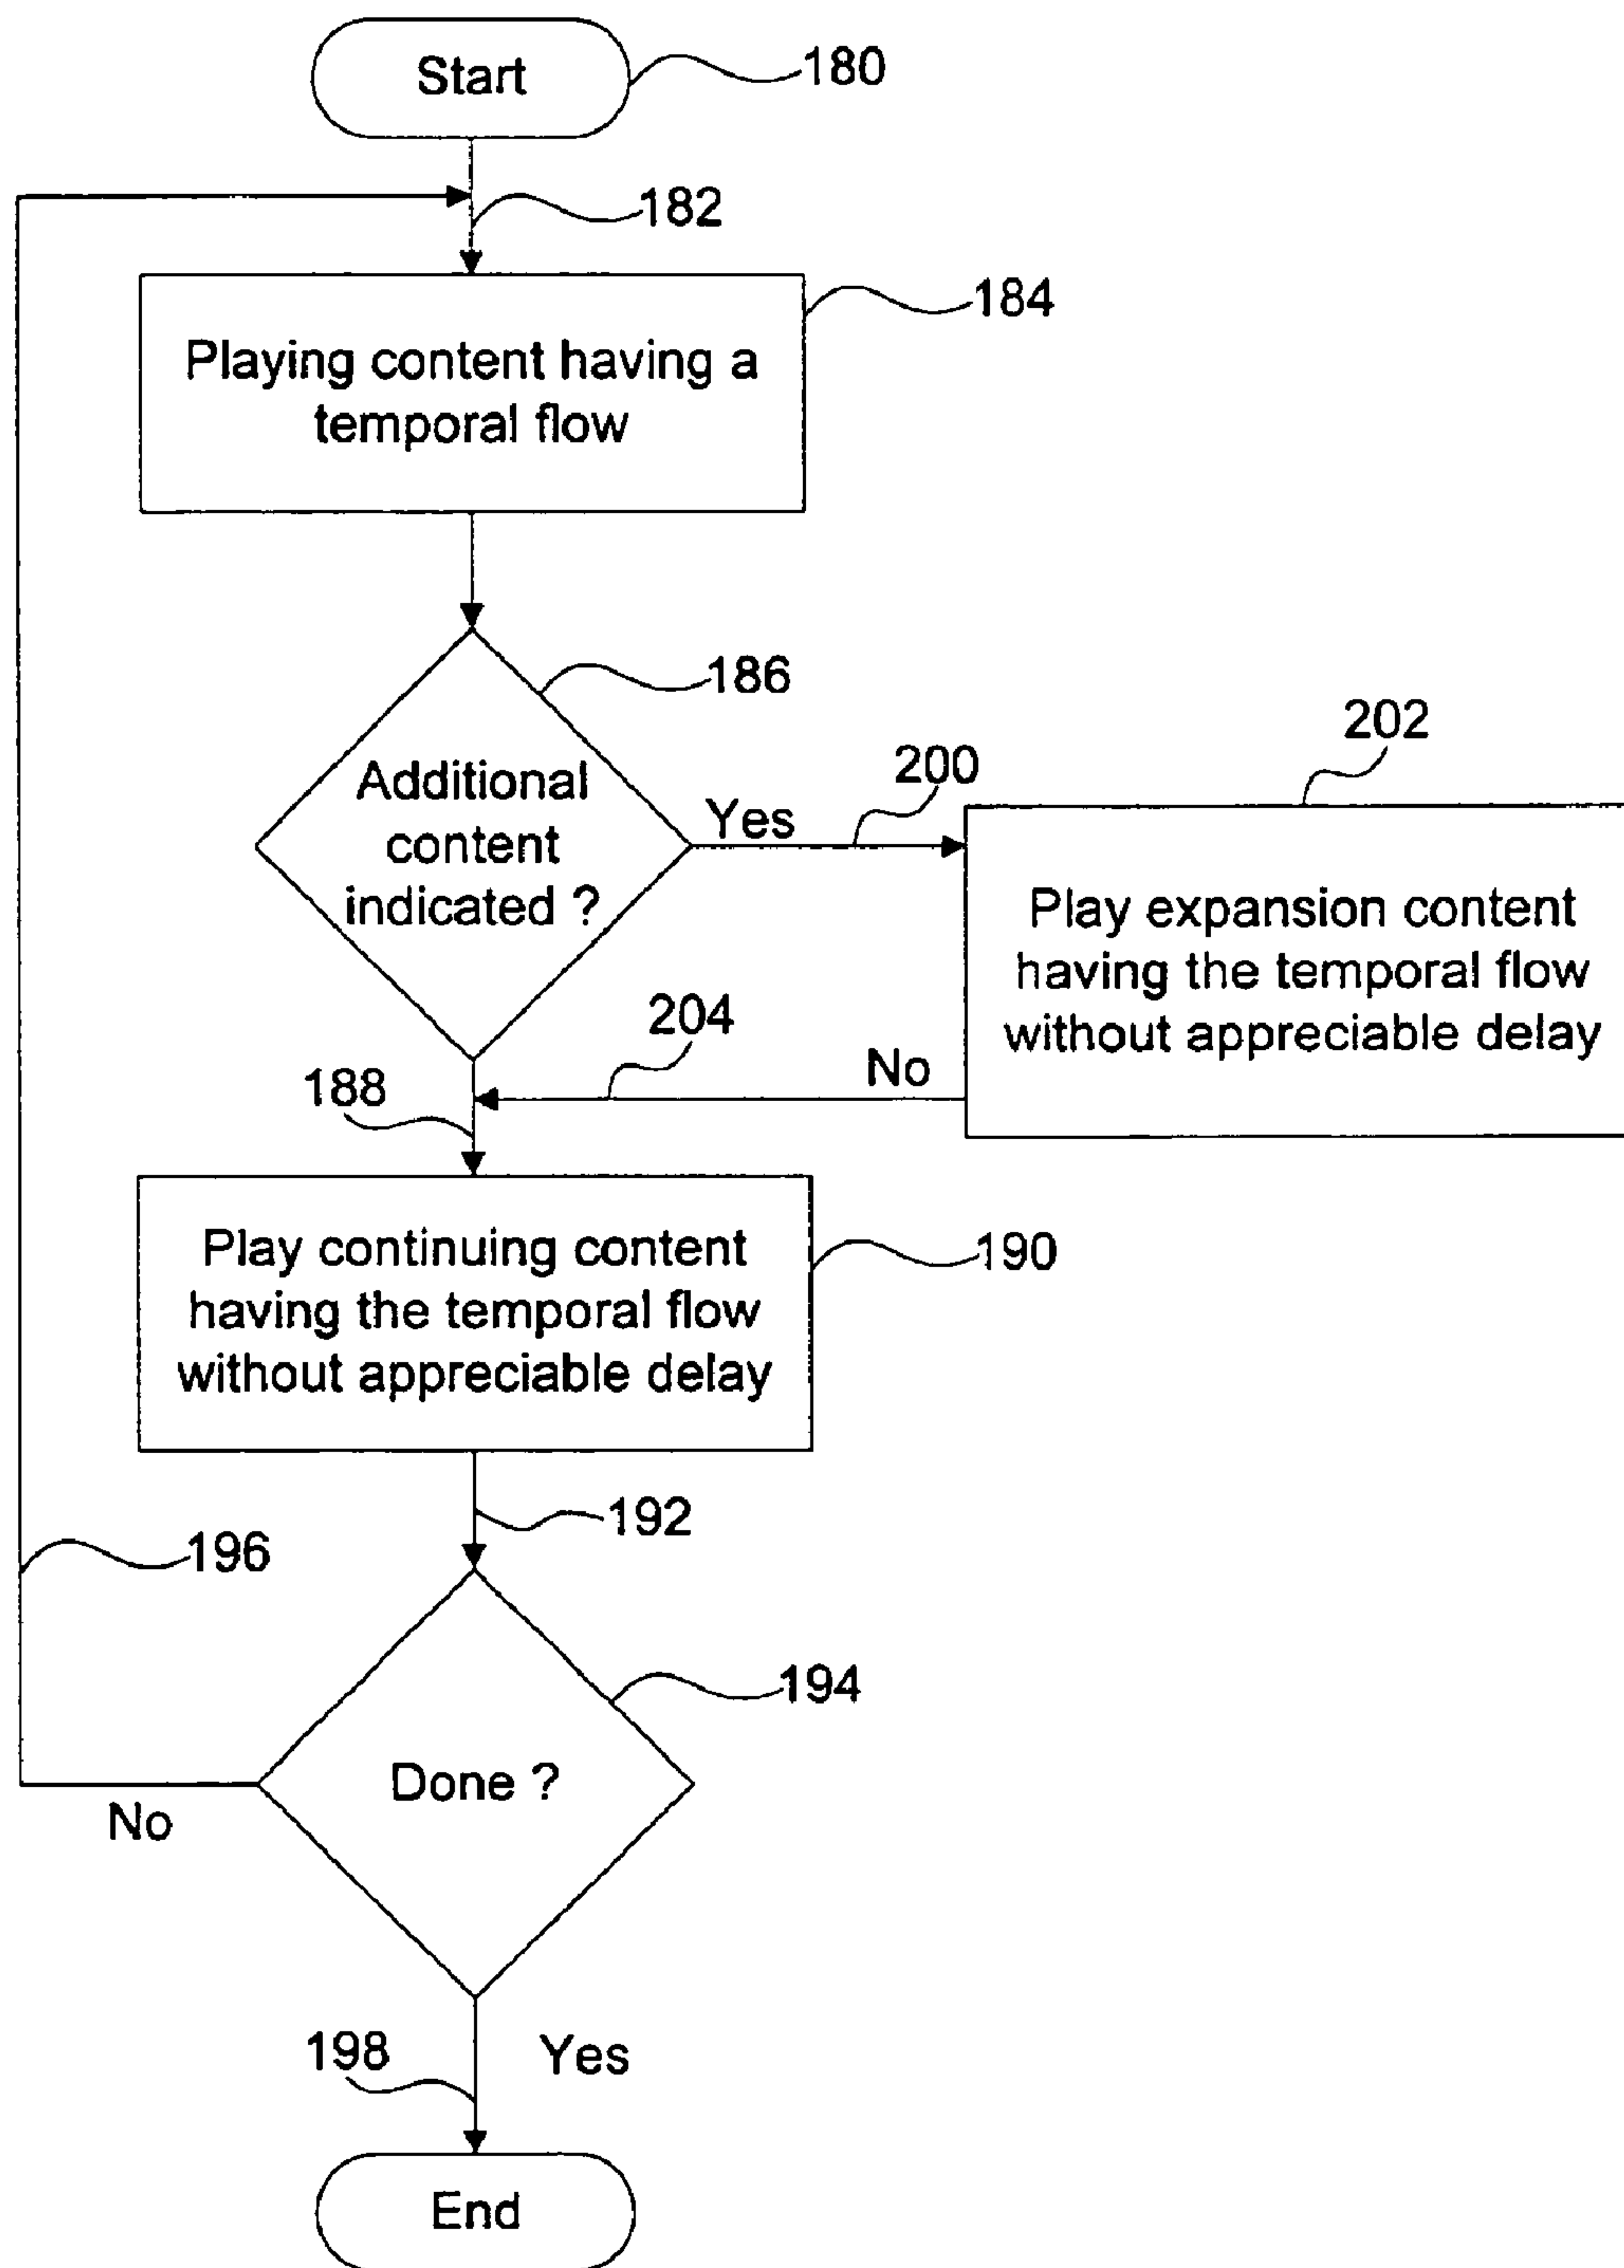 Start
180
182
184
Playing content having a
temporal flow
186
Additional
content
indicated ?
Yes
200
202
Play expansion content
having the temporal flow
without appreciable delay
204
No
188
Play continuing content
having the temporal flow
without appreciable delay
190
192
196
194
Done ?
No
198
Yes
End